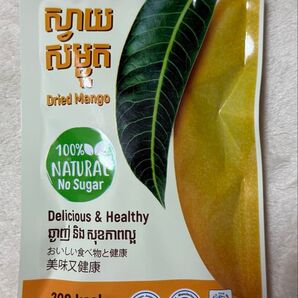 ស្វាយ
សម្ងួត
Dried Mango
100%
NATURAL
No Sugar
Delicious & Healthy
ឆ្ងាញ់ និង សុខភាពល្អ
おいしい食べ物と健康
美味又健康